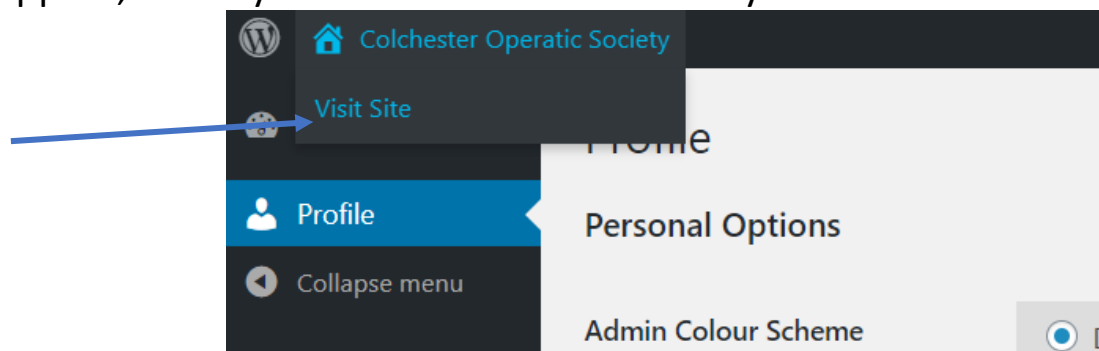 Colchester Operatic Society
Visit Site
Profile
Profile
Personal Options
Collapse menu
Admin Colour Scheme